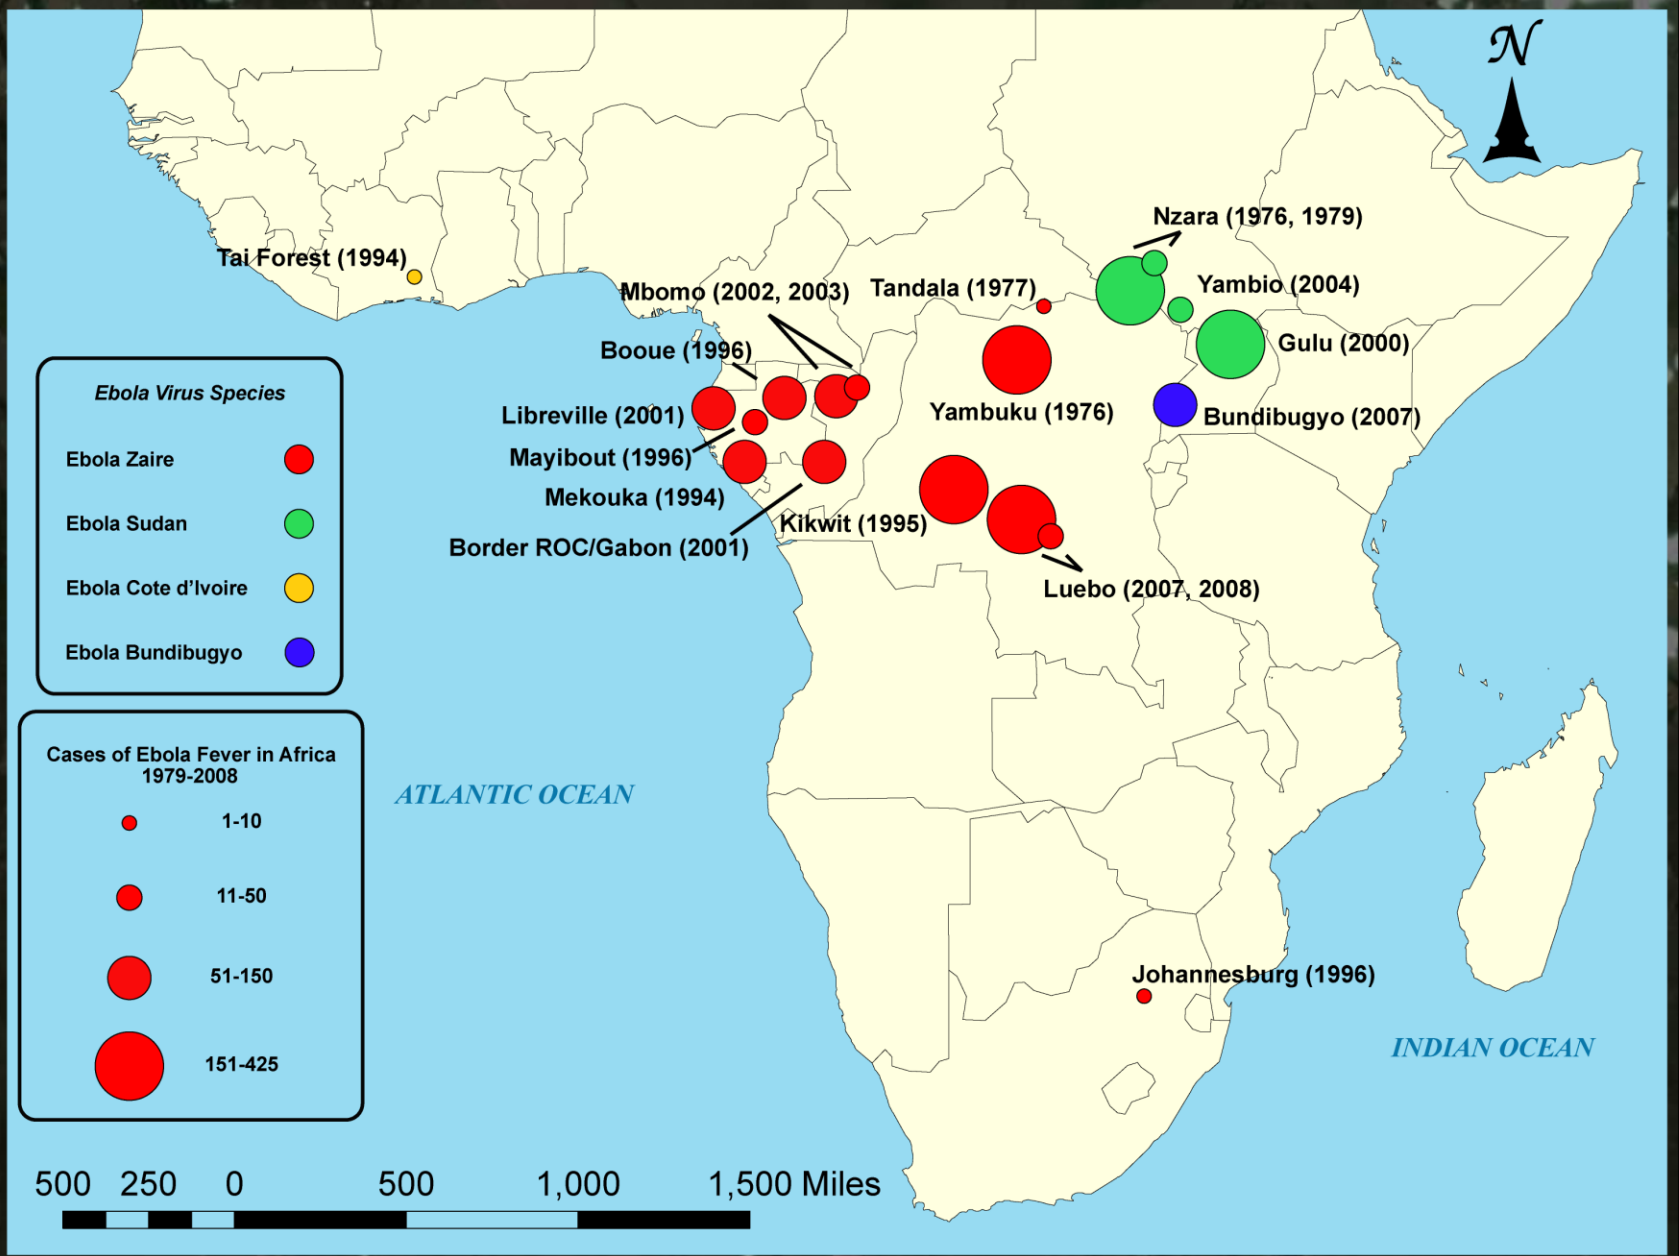 N
Nzara (1976, 1979)
Tai Forest (1994)
Mbomo (2002, 2003)
Tandala (1977)
Yambio (2004)
Booue (1996)
Gulu (2000)
Libreville (2001)
Yambuku (1976)
Bundibugyo (2007)
Mayibout (1996)
Mekouka (1994)
Kikwit (1995)
Border ROC/Gabon (2001)
Luebo (2007, 2008)
Ebola Virus Species
Ebola Zaire
Ebola Sudan
Ebola Cote d'Ivoire
Ebola Bundibugyo
Cases of Ebola Fever in Africa
1979-2008
1-10
11-50
51-150
151-425
ATLANTIC OCEAN
Johannesburg (1996)
INDIAN OCEAN
500 250 0 500 1,000 1,500 Miles